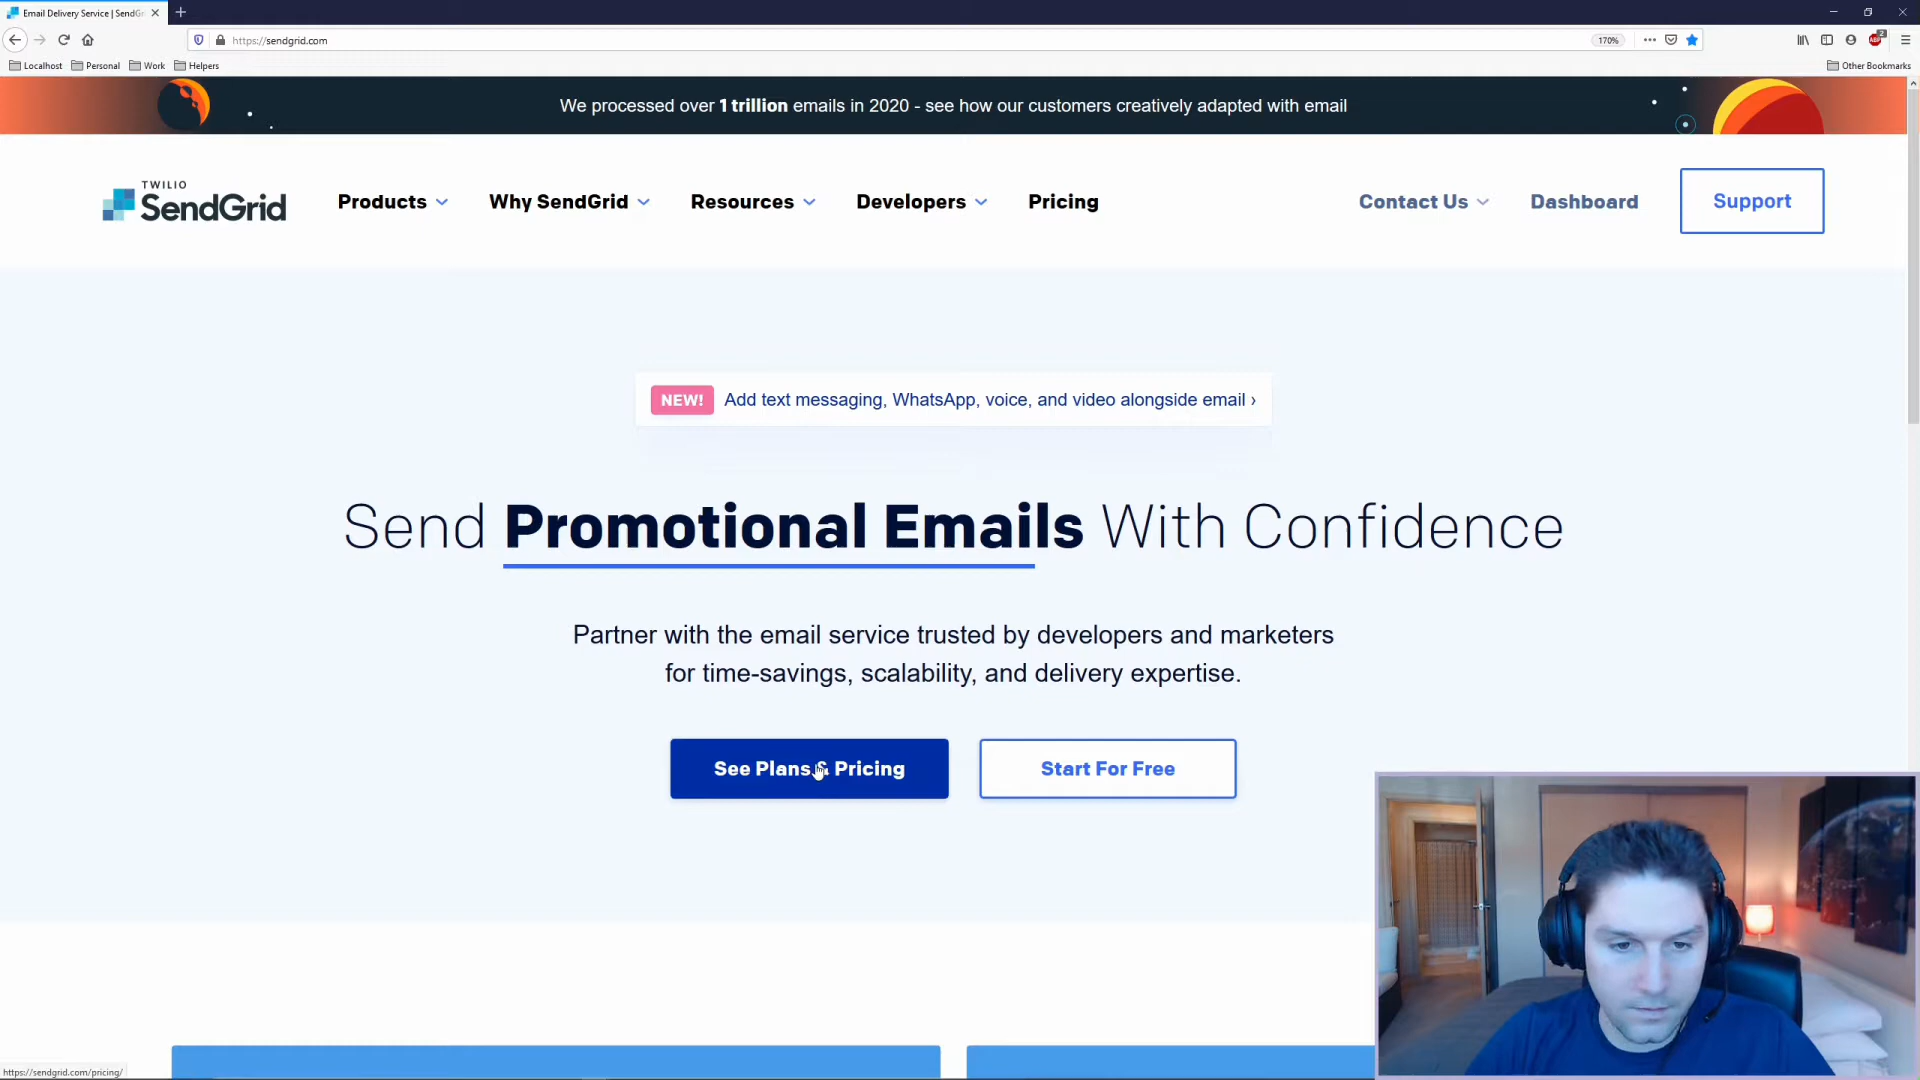 Email Delivery Service | SendGri
https://sendgrid.com
170%
2
ABP
Localhost
Personal
Work
Helpers
Other Bookmarks
We processed over 1 trillion emails in 2020 - see how our customers creatively adapted with email
TWILIO
SendGrid
Products
Why SendGrid
Resources
Developers
Pricing
Contact Us
Dashboard
Support
NEW! Add text messaging, WhatsApp, voice, and video alongside email ›
Send Promotional Emails With Confidence
Partner with the email service trusted by developers and marketers
for time-savings, scalability, and delivery expertise.
See Plans & Pricing
Start For Free
https://sendgrid.com/pricing/